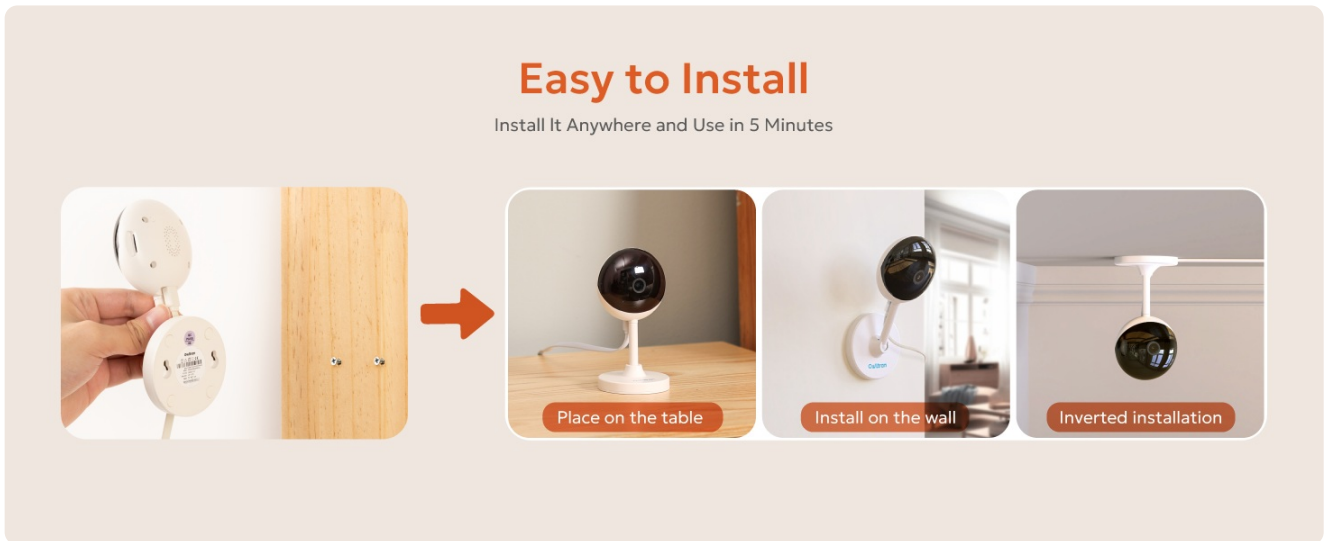 Easy to Install
Install It Anywhere and Use in 5 Minutes
Place on the table
Install on the wall
Inverted installation